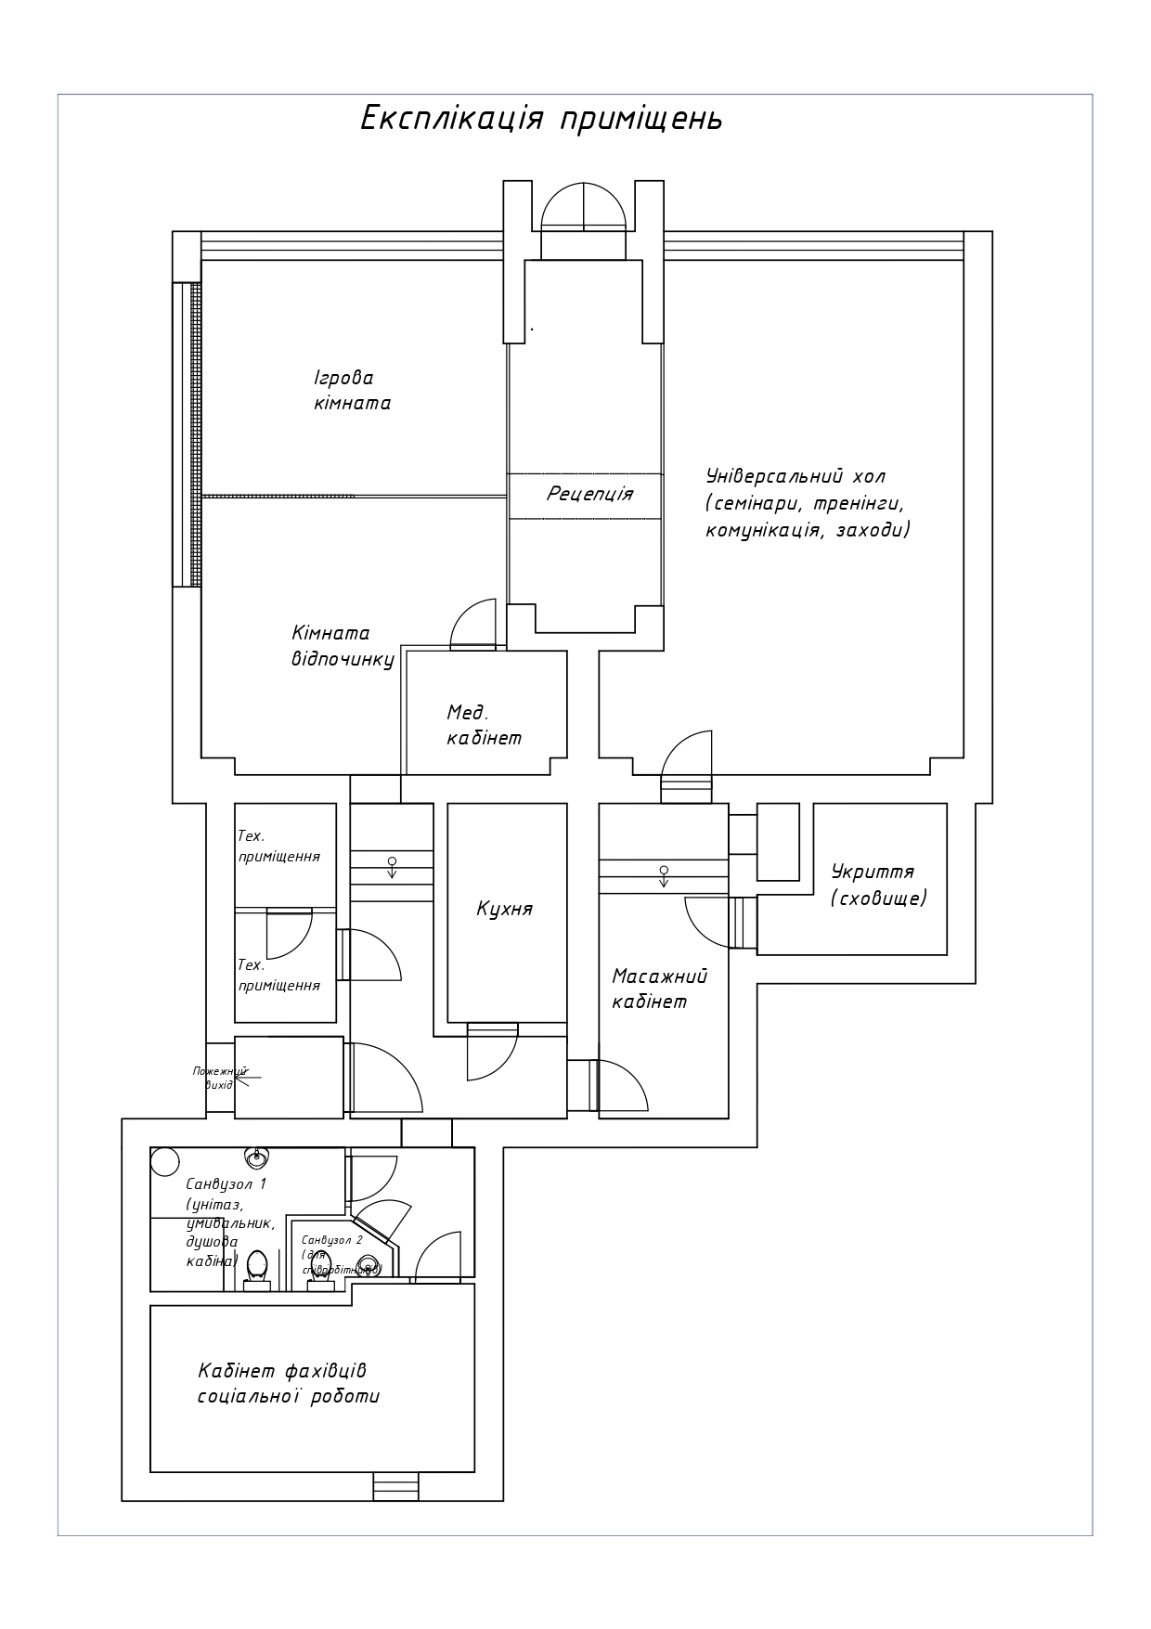 Експлікація приміщень
Ігрова
кімната
Рецепція
Універсальний хол
(семінари, тренінги,
комунікація, заходи)
Кімната
відпочинку
Мед.
кабінет
Тех.
приміщення
Кухня
Укриття
(сховище)
Тех.
приміщення
Масажний
кабінет
Пожежний
вихід
Санвузол 1
(унітаз,
умивальник,
душова
кабіна)
Санвузол 2
(для
співробітників)
Кабінет фахівців
соціальної роботи